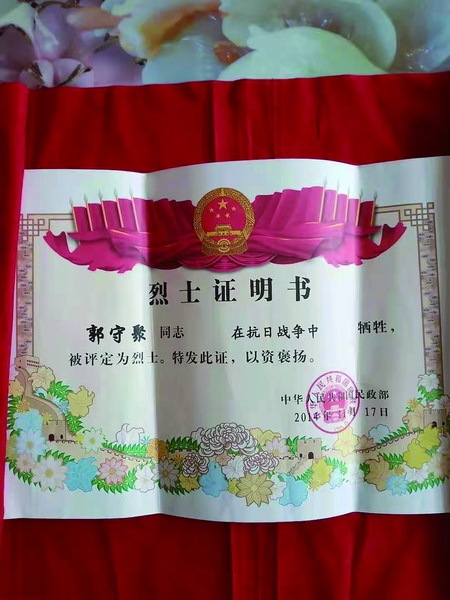 烈士证明书
郭守聚 同志 在抗日战争中 牺牲，
被评定为烈士。特发此证，以资褒扬。
中华人民共和国民政部
2014年11月17日